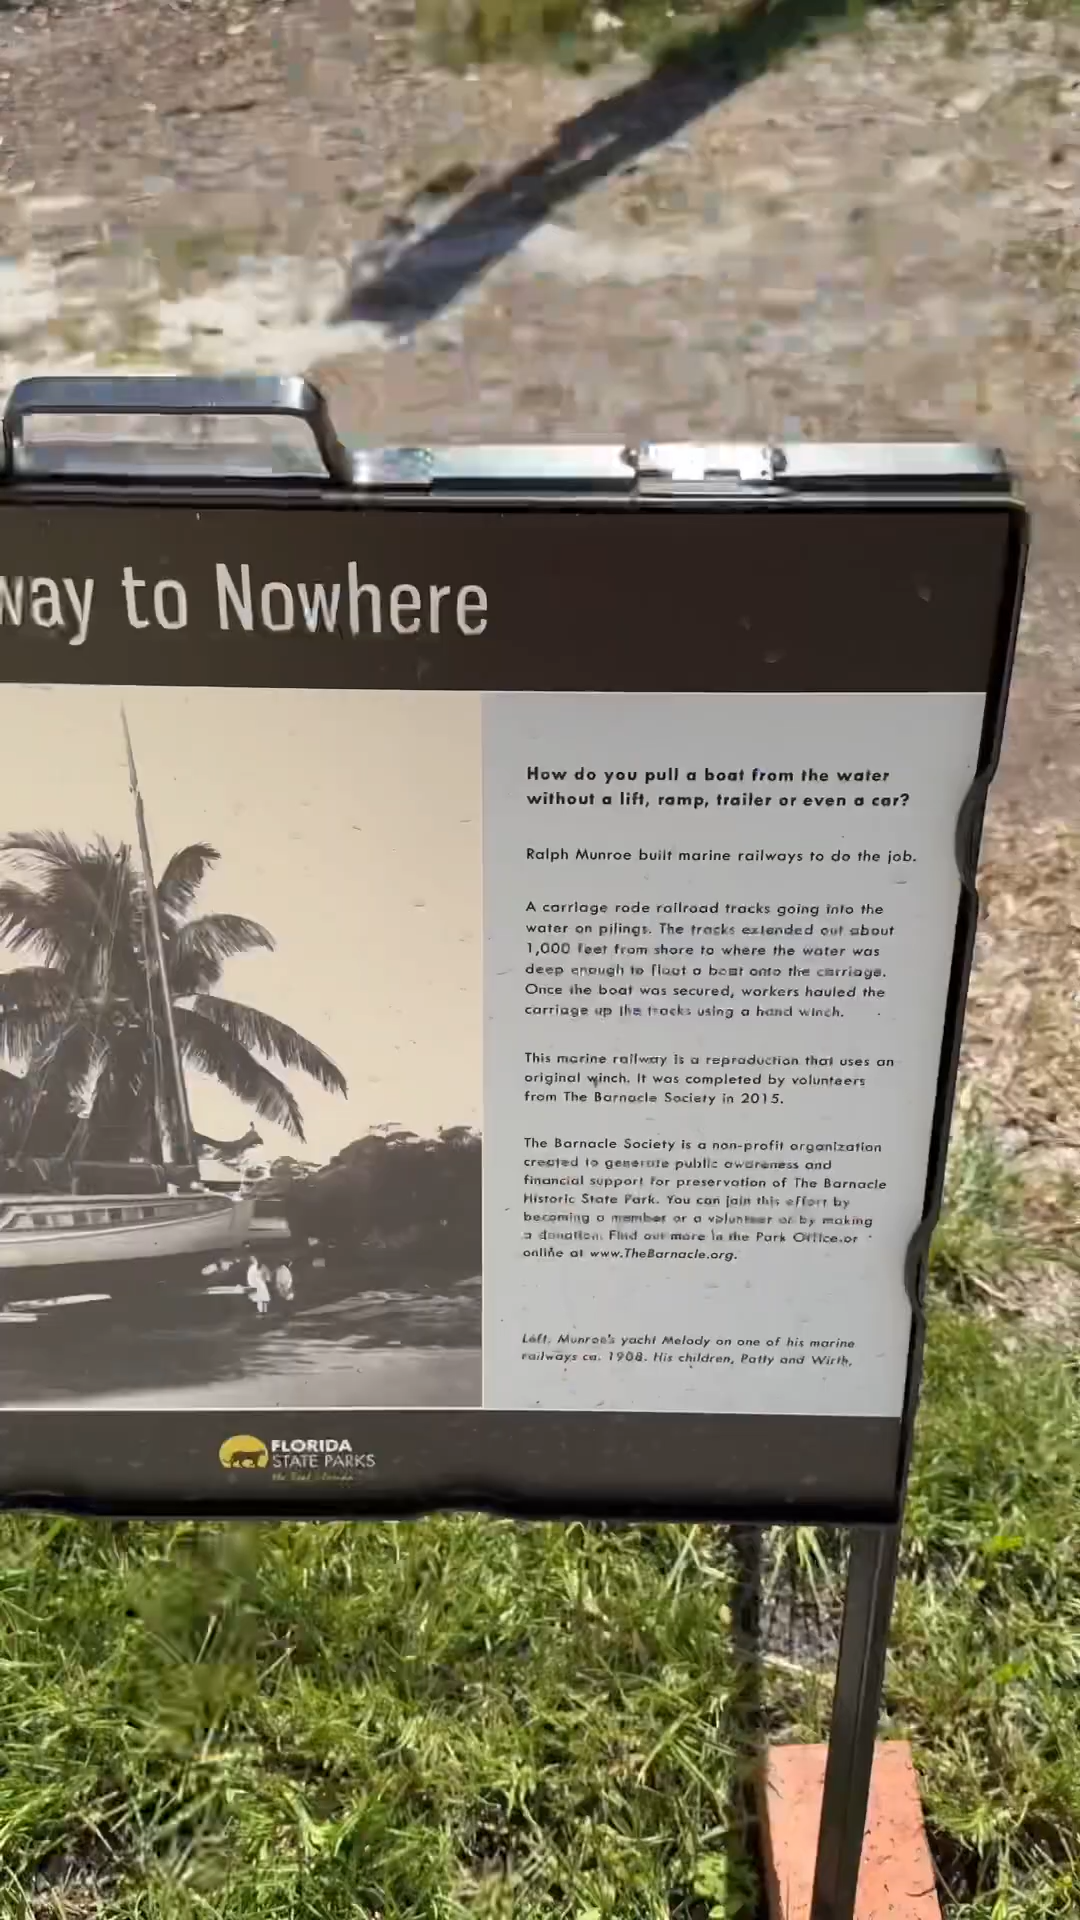 way to Nowhere
How do you pull a boat from the water
without a lift, ramp, trailer or even a car?
Ralph Munroe built marine railways to do the job.
A carriage rode railroad tracks going into the
water on pilings. The tracks extended out about
1,000 feet from shore to where the water was
deep enough to float a boat onto the carriage.
Once the boat was secured, workers hauled the
carriage up the tracks using a hand winch.
This marine railway is a reproduction that uses an
original winch. It was completed by volunteers
from The Barnacle Society in 2015.
The Barnacle Society is a non-profit organization
created to generate public awareness and
financial support for preservation of The Barnacle
Historic State Park. You can join this effort by
becoming a member or a volunteer or by making
a donation. Find out more in the Park Office or
online at www.TheBarnacle.org.
Left, Munroe's yacht Melody on one of his marine
railways ca. 1908. His children, Patty and Wirth.
FLORIDA
STATE PARKS
the Real Florida